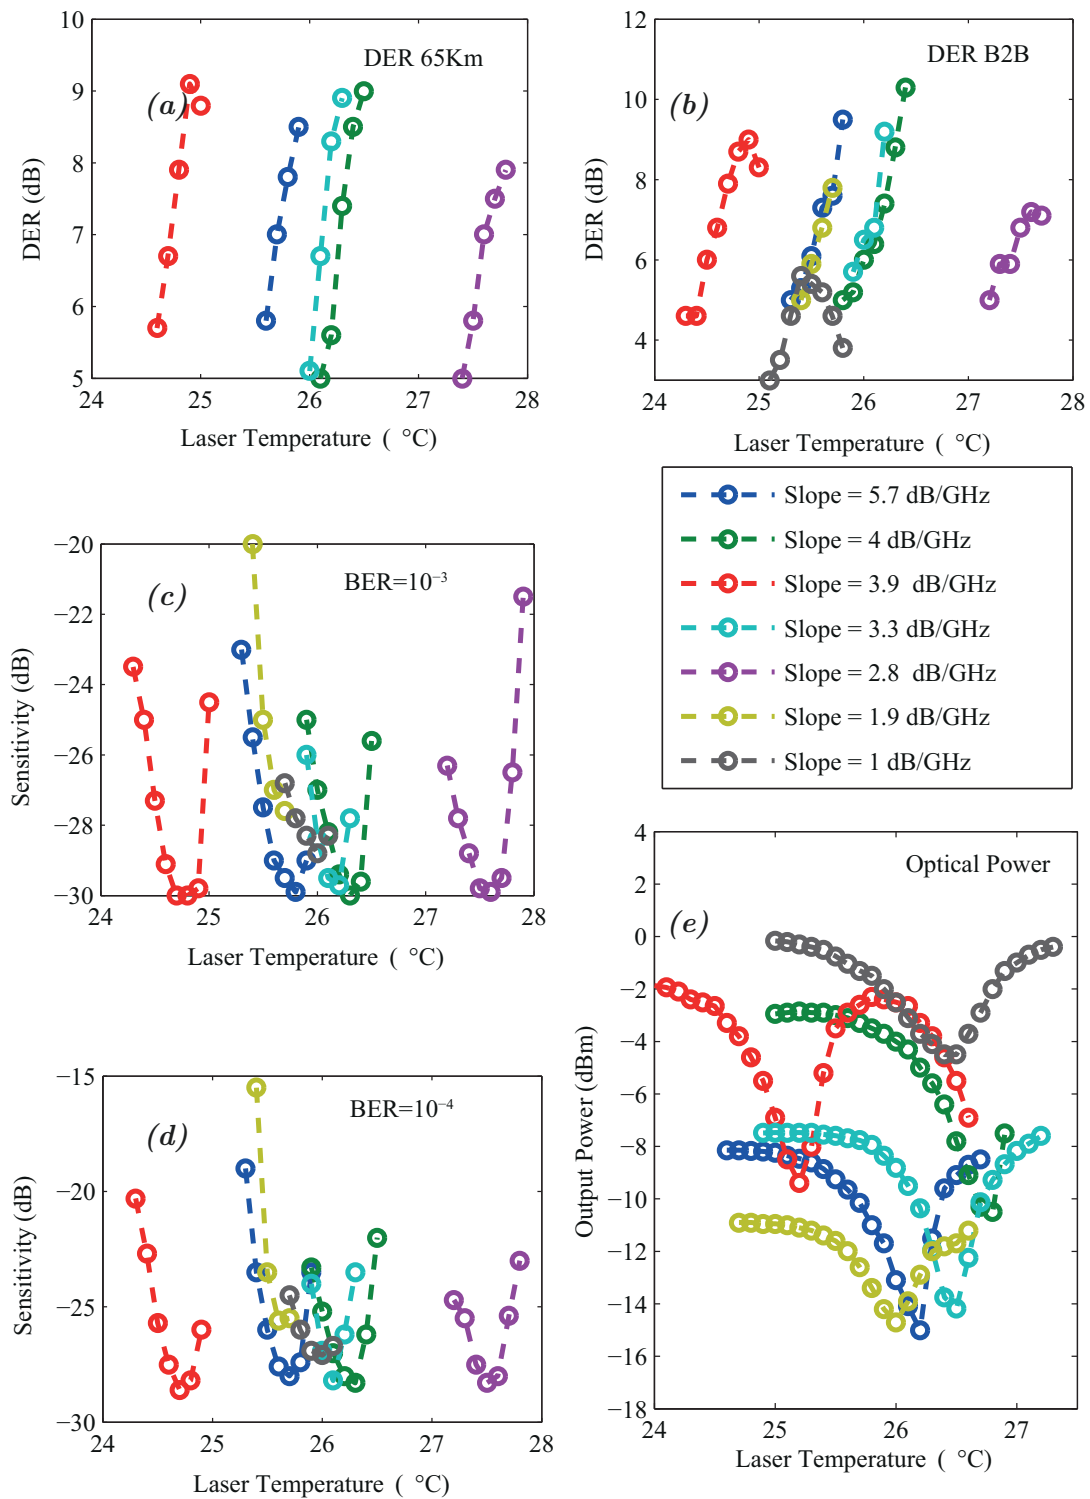 DER 65Km
(a)
10
9
8
7
6
5
DER (dB)
24 25 26 27 28
Laser Temperature ( °C)
DER B2B
(b)
12
10
8
6
4
DER (dB)
24 25 26 27 28
Laser Temperature ( °C)
Slope = 5.7 dB/GHz
Slope = 4 dB/GHz
Slope = 3.9 dB/GHz
Slope = 3.3 dB/GHz
Slope = 2.8 dB/GHz
Slope = 1.9 dB/GHz
Slope = 1 dB/GHz
(c)
BER=10⁻³
−20
−22
−24
−26
−28
−30
Sensitivity (dB)
24 25 26 27 28
Laser Temperature ( °C)
(d)
BER=10⁻⁴
−15
−20
−25
−30
Sensitivity (dB)
24 25 26 27 28
Laser Temperature ( °C)
Optical Power
(e)
4
2
0
−2
−4
−6
−8
−10
−12
−14
−16
−18
Output Power (dBm)
24 25 26 27
Laser Temperature ( °C)